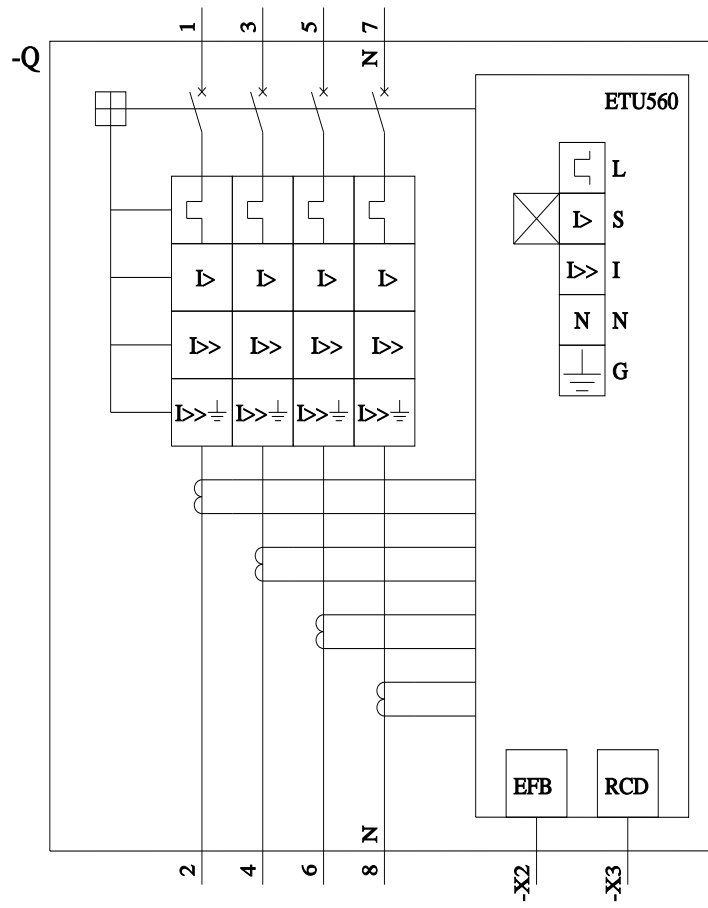 1 3 5 7
-Q
N
ETU560
L
I> S
I>> I
N N
G
I> I> I> I>
I>> I>> I>> I>>
I>> I>> I>> I>>
EFB RCD
N
2 4 6 8 -X2 -X3